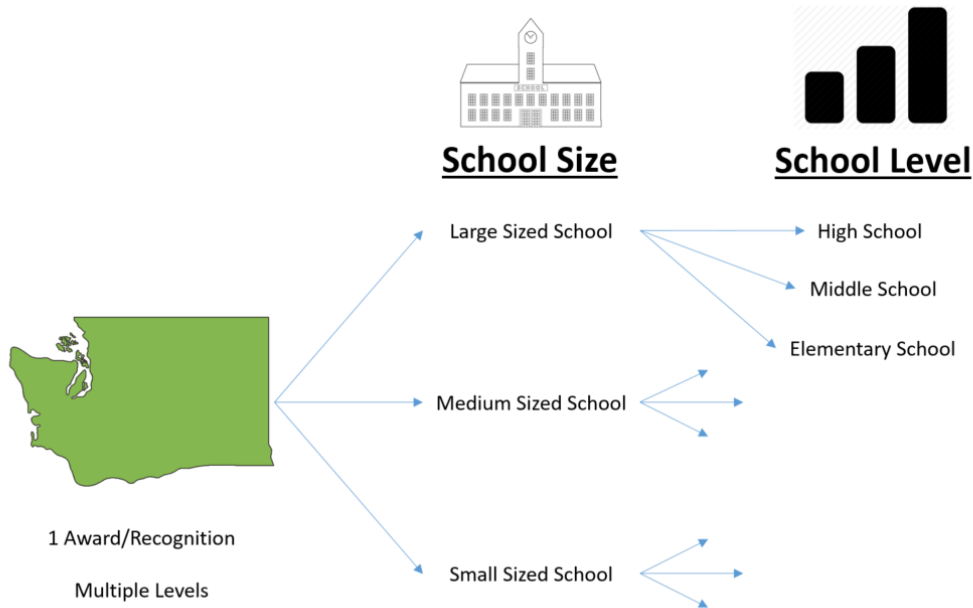 SCHOOL
School Size
School Level
Large Sized School
High School
Middle School
Elementary School
Medium Sized School
1 Award/Recognition
Small Sized School
Multiple Levels